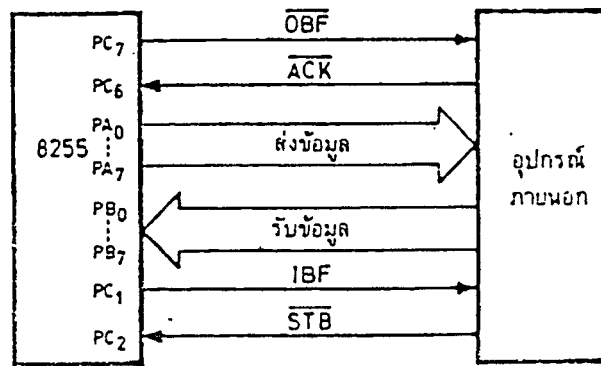 PC7
OBF
PC6
ACK
PA0
8255
ส่งข้อมูล
PA7
อุปกรณ์
ภายนอก
PB0
รับข้อมูล
PB7
PC1
IBF
PC2
STB